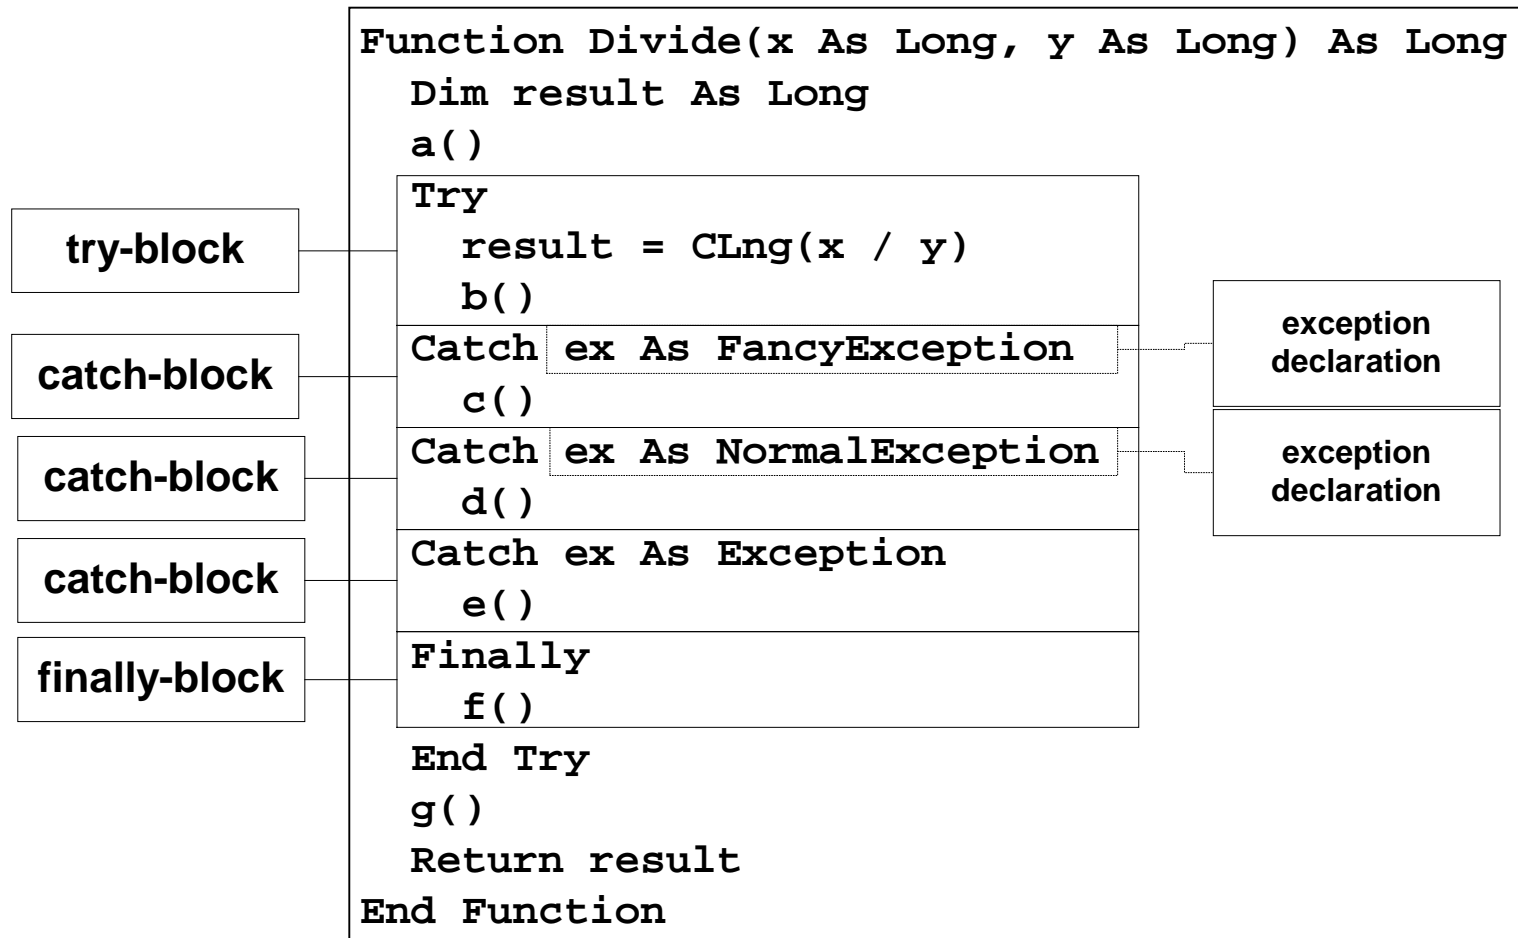 Function Divide(x As Long, y As Long) As Long
Dim result As Long
a()
Try
result = CLng(x / y)
b()
Catch ex As FancyException
c()
Catch ex As NormalException
d()
Catch ex As Exception
e()
Finally
f()
End Try
g()
Return result
End Function
try-block
catch-block
catch-block
catch-block
finally-block
exception
declaration
exception
declaration